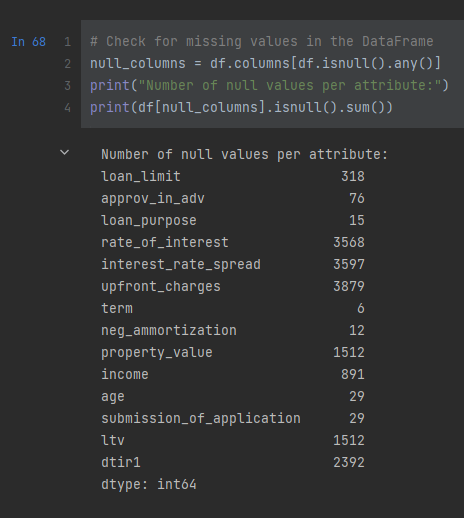 In 68 1 # Check for missing values in the DataFrame
2 null_columns = df.columns[df.isnull().any()]
3 print("Number of null values per attribute:")
4 print(df[null_columns].isnull().sum())
Number of null values per attribute:
loan_limit 318
approv_in_adv 76
loan_purpose 15
rate_of_interest 3568
interest_rate_spread 3597
upfront_charges 3879
term 6
neg_ammortization 12
property_value 1512
income 891
age 29
submission_of_application 29
ltv 1512
dtir1 2392
dtype: int64